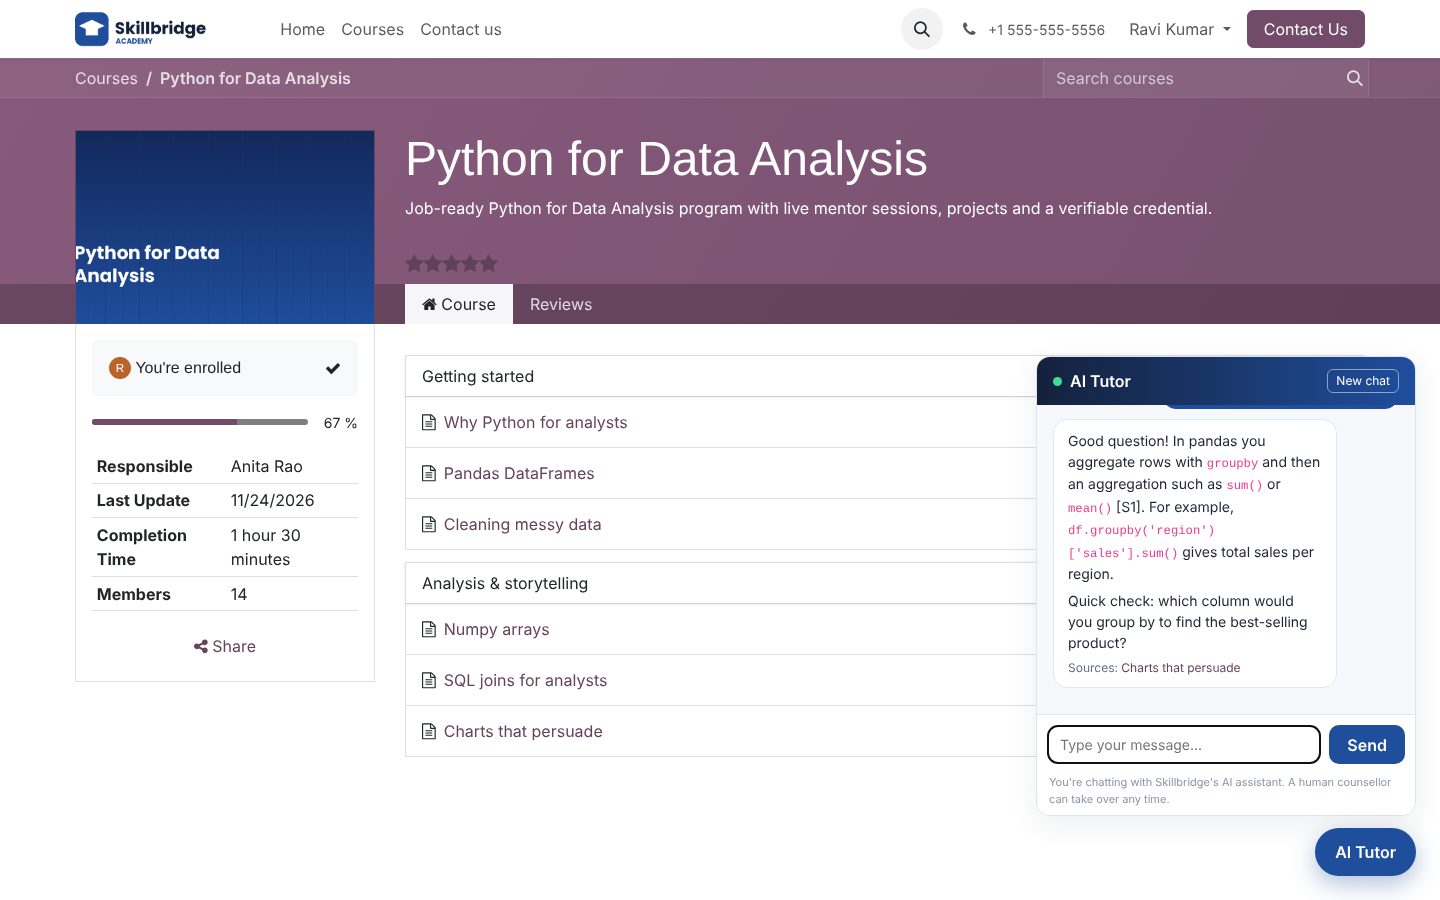 Skillbridge
ACADEMY
Home
Courses
Contact us
+1 555-555-5556
Ravi Kumar
Contact Us
Courses / Python for Data Analysis
Search courses
Python for Data
Analysis
Python for Data Analysis
Job-ready Python for Data Analysis program with live mentor sessions, projects and a verifiable credential.
Course
Reviews
R You're enrolled
67 %
Responsible Anita Rao
Last Update 11/24/2026
Completion Time 1 hour 30 minutes
Members 14
Share
Getting started
Why Python for analysts
Pandas DataFrames
Cleaning messy data
Analysis & storytelling
Numpy arrays
SQL joins for analysts
Charts that persuade
AI Tutor
New chat
Good question! In pandas you
aggregate rows with groupby and then
an aggregation such as sum() or
mean() [S1]. For example,
df.groupby('region')
['sales'].sum() gives total sales per
region.
Quick check: which column would
you group by to find the best-selling
product?
Sources: Charts that persuade
Type your message...
Send
You're chatting with Skillbridge's AI assistant. A human counsellor
can take over any time.
AI Tutor